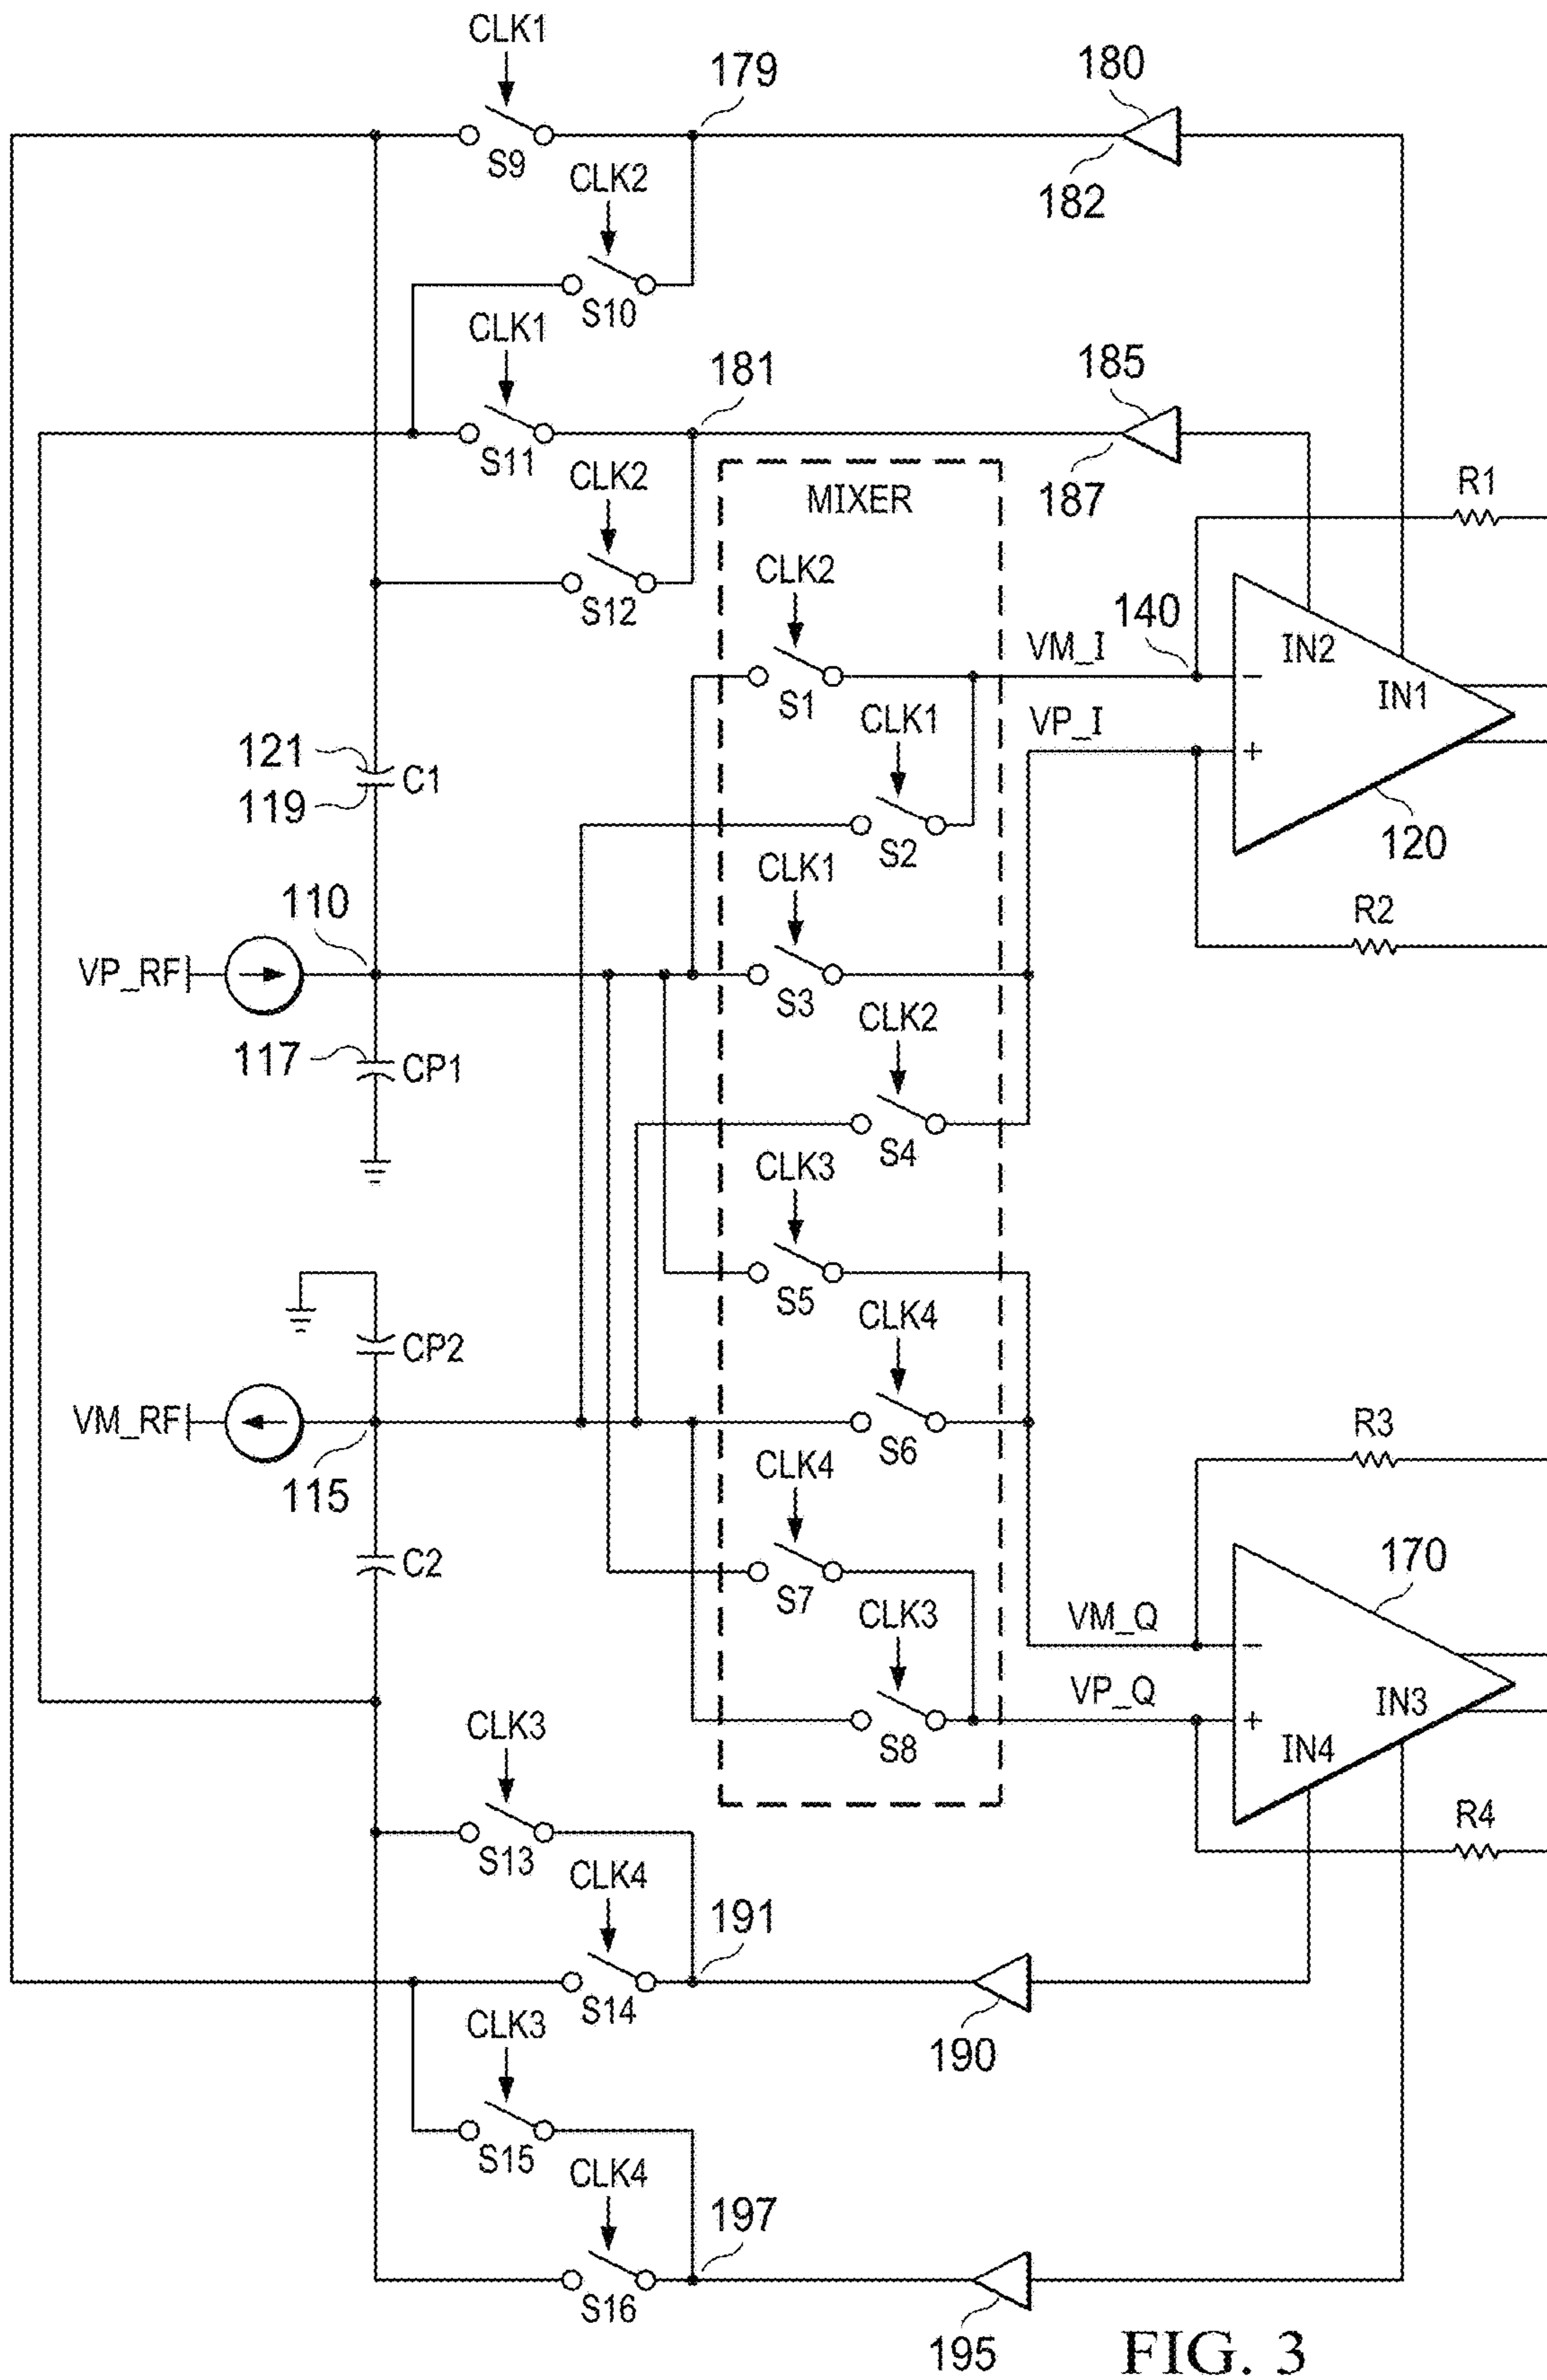 CLK1
179
180
S9
CLK2
182
S10
CLK1
181
185
S11
CLK2
187
R1
MIXER
S12
CLK2
140
VM_I
IN2
S1
CLK1
VP_I
IN1
−
+
121
C1
119
S2
120
CLK1
110
R2
VP_RF
S3
CLK2
117
CP1
S4
CLK3
S5
CLK4
CP2
VM_RF
115
S6
R3
CLK4
C2
170
S7
CLK3
VM_Q
−
VP_Q
IN3
CLK3
+
S8
IN4
R4
S13
CLK4
191
S14
CLK3
190
S15
CLK4
197
S16
195
FIG. 3